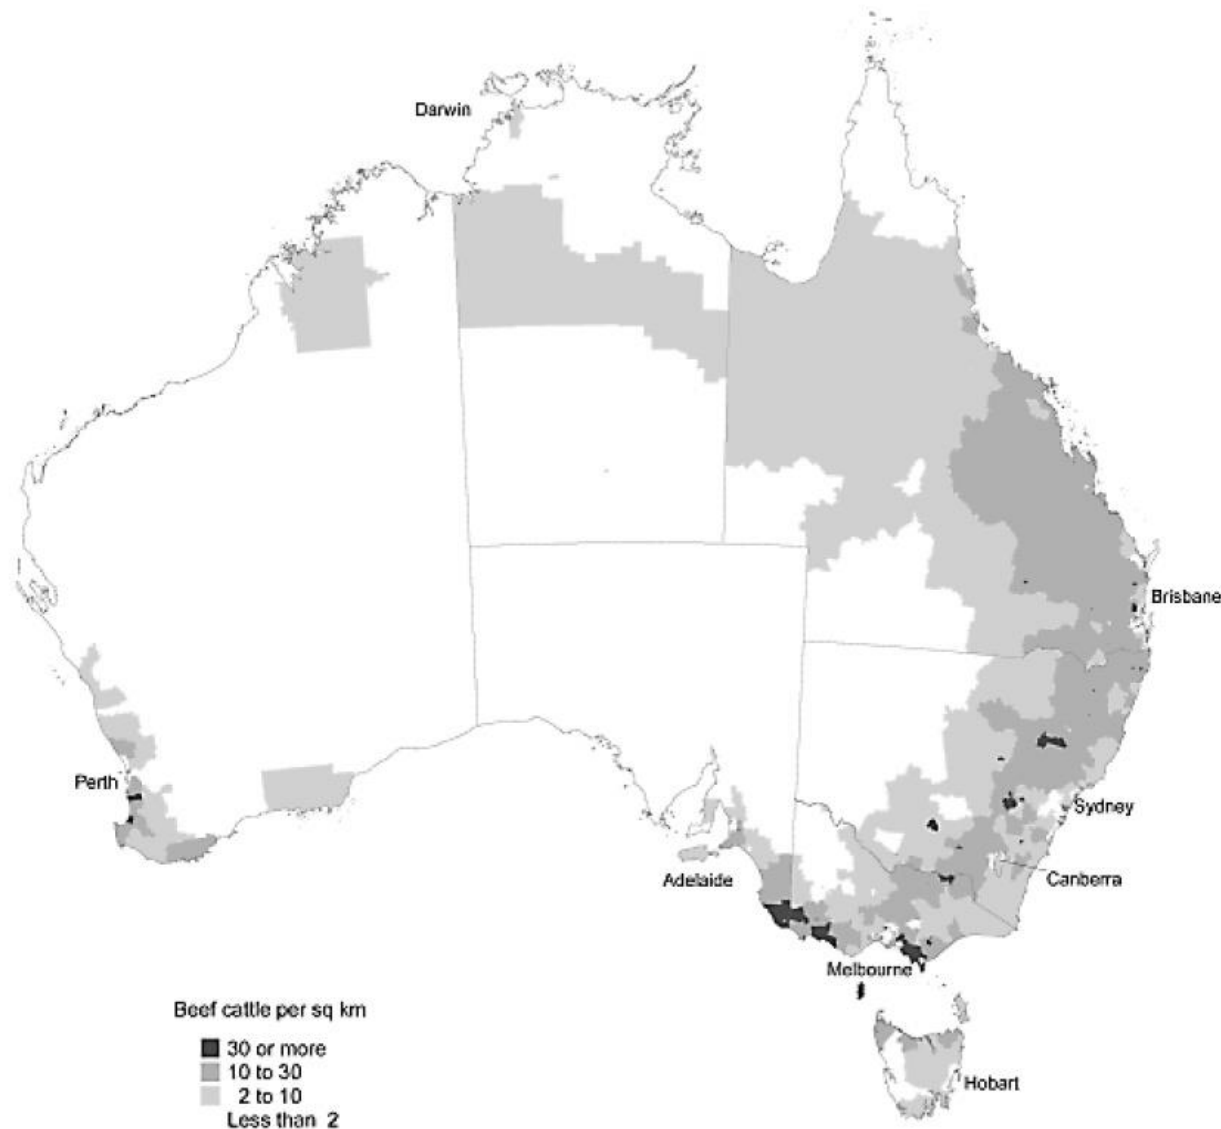 Darwin
Brisbane
Perth
Sydney
Adelaide
Canberra
Melbourne
Beef cattle per sq km
30 or more
10 to 30
2 to 10
Hobart
Less than 2